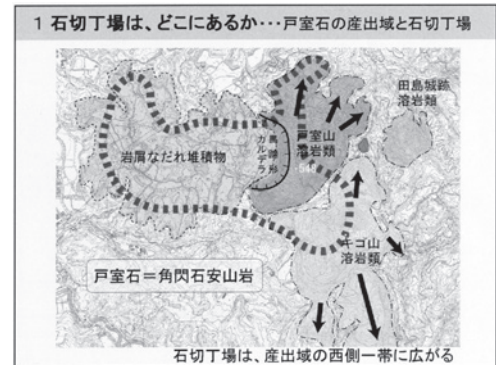 1 石切丁場は、どこにあるか･･･戸室石の産出域と石切丁場
田島城跡
溶岩類
戸室山
溶岩類
馬蹄形
カルデラ
岩屑なだれ堆積物
キゴ山
溶岩類
戸室石＝角閃石安山岩
石切丁場は、産出域の西側一帯に広がる